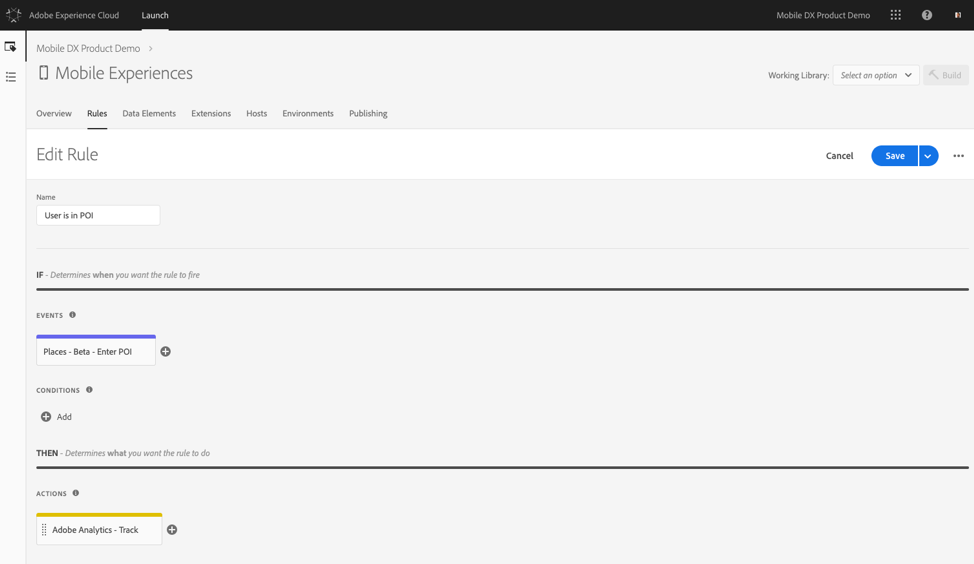 Adobe Experience Cloud Launch Mobile DX Product Demo
Mobile DX Product Demo
Mobile Experiences
Working Library: Select an option Build
Overview Rules Data Elements Extensions Hosts Environments Publishing
Edit Rule
Cancel Save
Name
User is in POI
IF - Determines when you want the rule to fire
EVENTS
Places - Beta - Enter POI
CONDITIONS
Add
THEN - Determines what you want the rule to do
ACTIONS
Adobe Analytics - Track